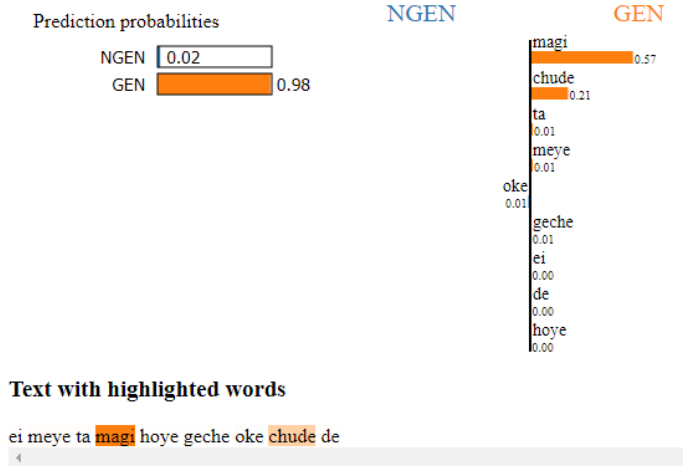 Prediction probabilities
NGEN 0.02
GEN 0.98
NGEN GEN
magi
0.57
chude
0.21
ta
0.01
meye
0.01
oke
0.01
geche
0.01
ei
0.00
de
0.00
hoye
0.00
Text with highlighted words
ei meye ta magi hoye geche oke chude de